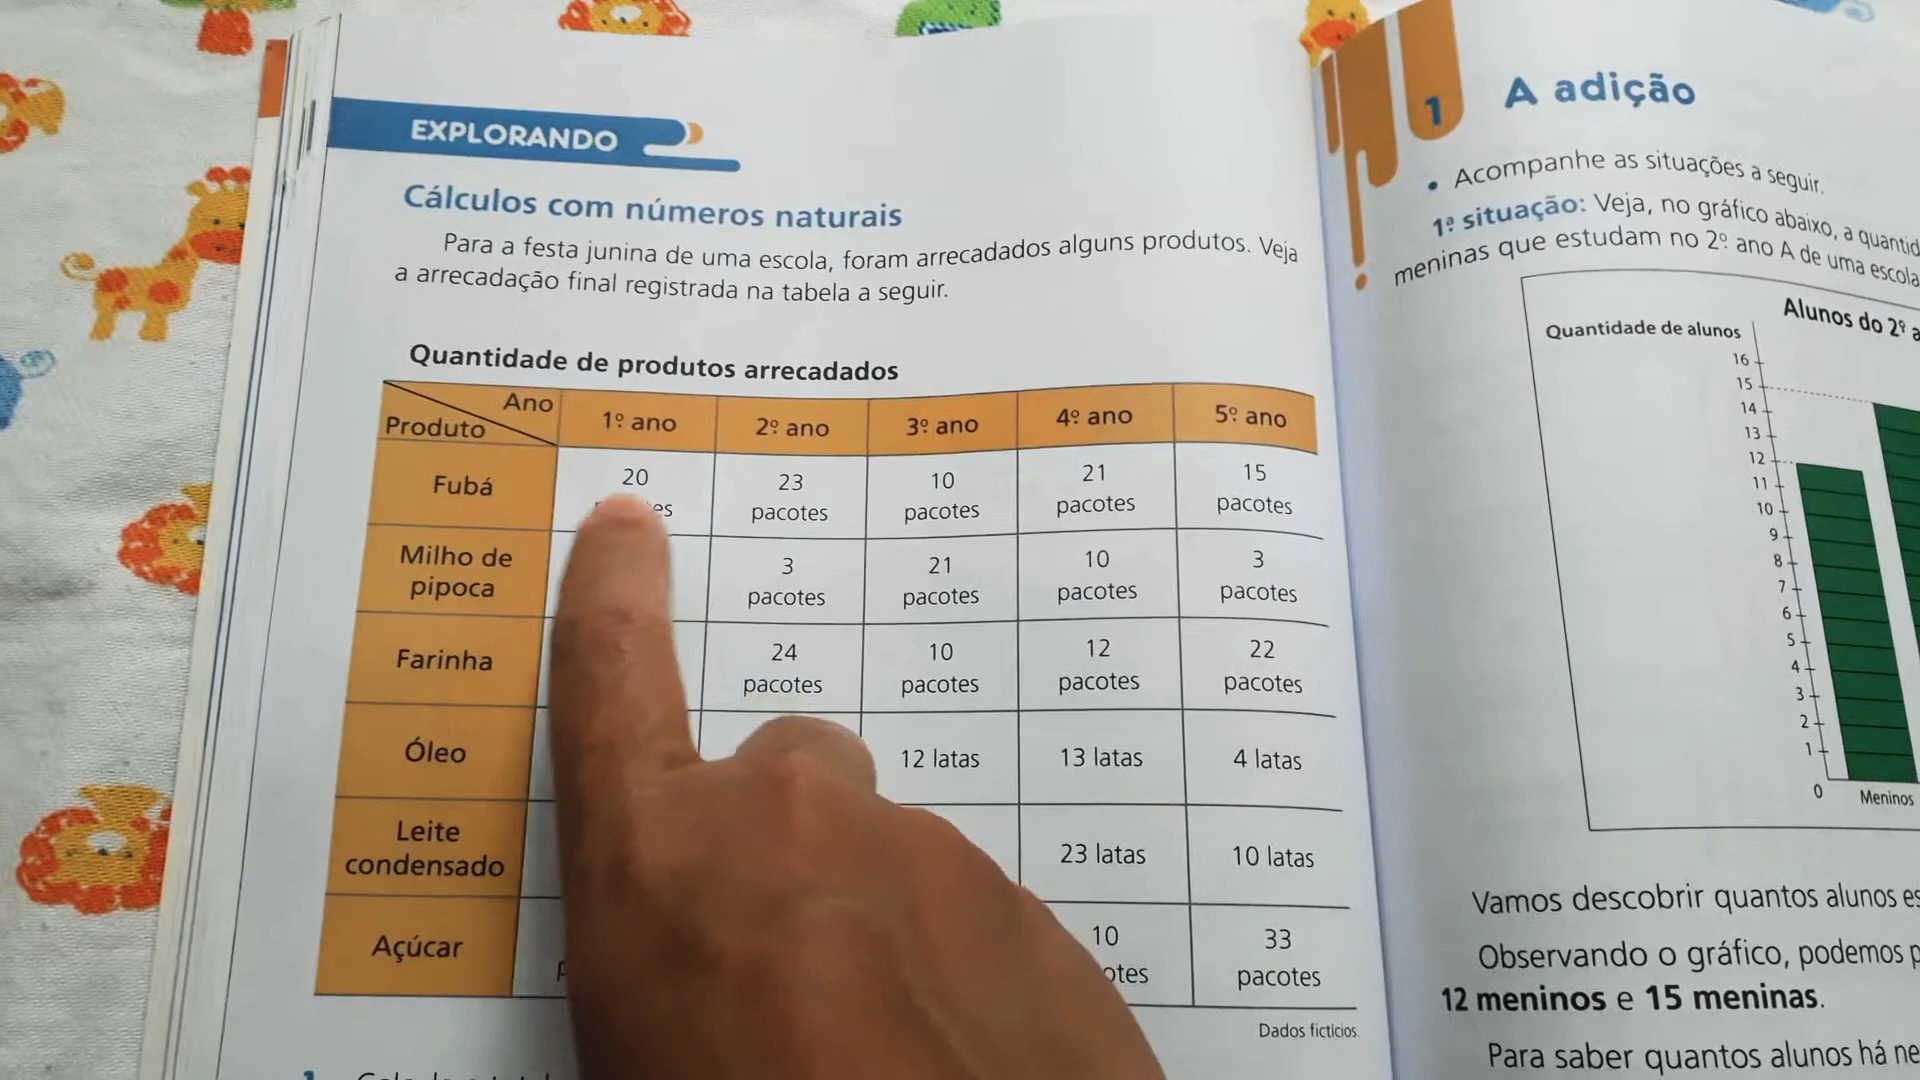 EXPLORANDO
Cálculos com números naturais
Para a festa junina de uma escola, foram arrecadados alguns produtos. Veja
a arrecadação final registrada na tabela a seguir.
Quantidade de produtos arrecadados
Ano
Produto
1º ano
2º ano
3º ano
4º ano
5º ano
Fubá
20
23 pacotes
10 pacotes
21 pacotes
15 pacotes
Milho de pipoca
3 pacotes
21 pacotes
10 pacotes
3 pacotes
Farinha
24 pacotes
10 pacotes
12 pacotes
22 pacotes
Óleo
12 latas
13 latas
4 latas
Leite condensado
23 latas
10 latas
Açúcar
10
33 pacotes
Dados fictícios.
1
A adição
• Acompanhe as situações a seguir.
1ª situação: Veja, no gráfico abaixo, a
meninas que estudam no 2º ano A de uma escola
Alunos do 2º
Quantidade de alunos
16
15
14
13
12
11
10
9
8
7
6
5
4
3
2
1
0
Meninos
Vamos descobrir quantos alunos
Observando o gráfico, podemos
12 meninos e 15 meninas.
Para saber quantos alunos há